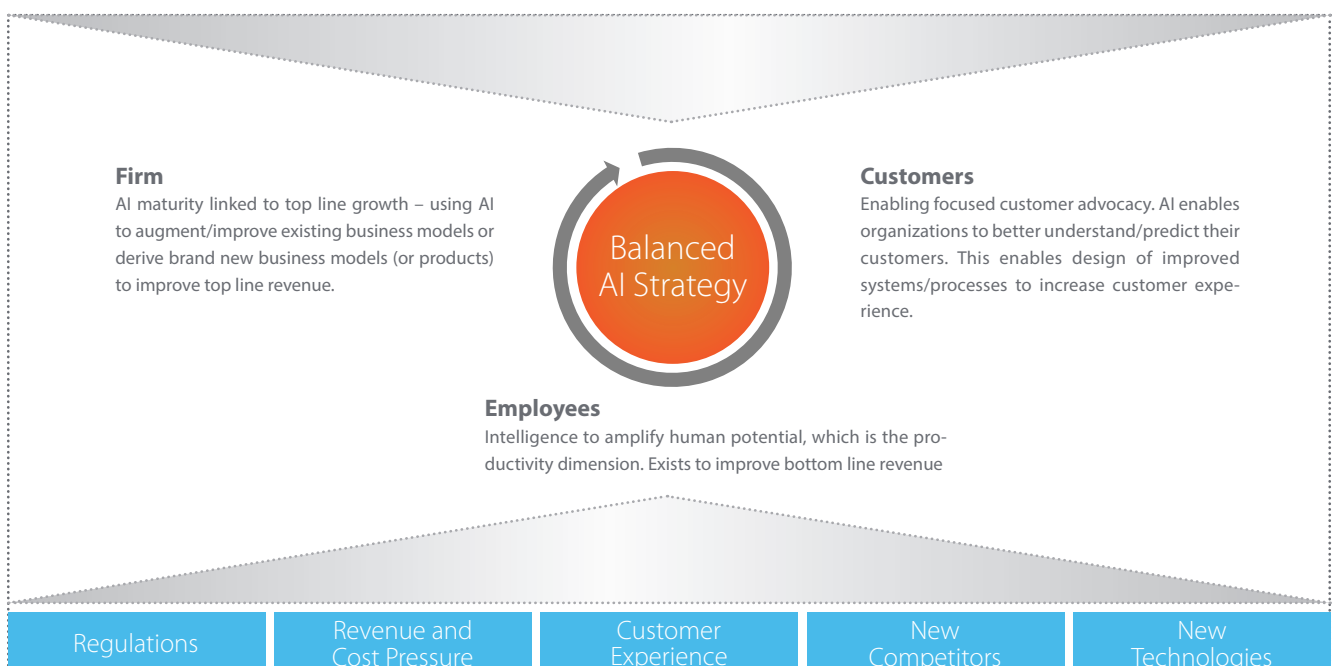 Firm
AI maturity linked to top line growth – using AI
to augment/improve existing business models or
derive brand new business models (or products)
to improve top line revenue.
Balanced
AI Strategy
Customers
Enabling focused customer advocacy. AI enables
organizations to better understand/predict their
customers. This enables design of improved
systems/processes to increase customer expe-
rience.
Employees
Intelligence to amplify human potential, which is the pro-
ductivity dimension. Exists to improve bottom line revenue
Regulations
Revenue and
Cost Pressure
Customer
Experience
New
Competitors
New
Technologies